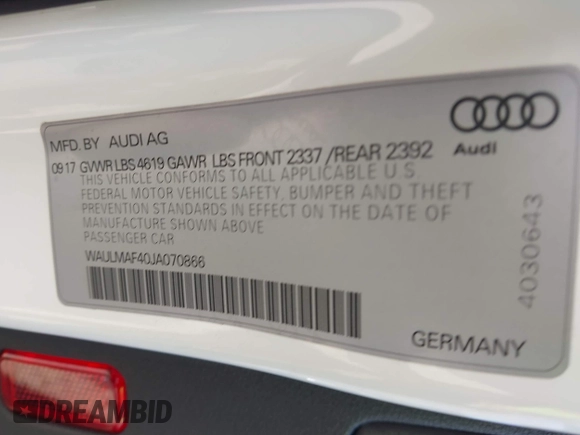 MFD. BY AUDI AG
09 17 GVWR LBS 4619 GAWR LBS FRONT 2337 /REAR 2392
THIS VEHICLE CONFORMS TO ALL APPLICABLE U.S.
FEDERAL MOTOR VEHICLE SAFETY, BUMPER AND THEFT
PREVENTION STANDARDS IN EFFECT ON THE DATE OF
MANUFACTURE SHOWN ABOVE
PASSENGER CAR
WAULMAF40JA070866
Audi
4030643
GERMANY
DREAMBID